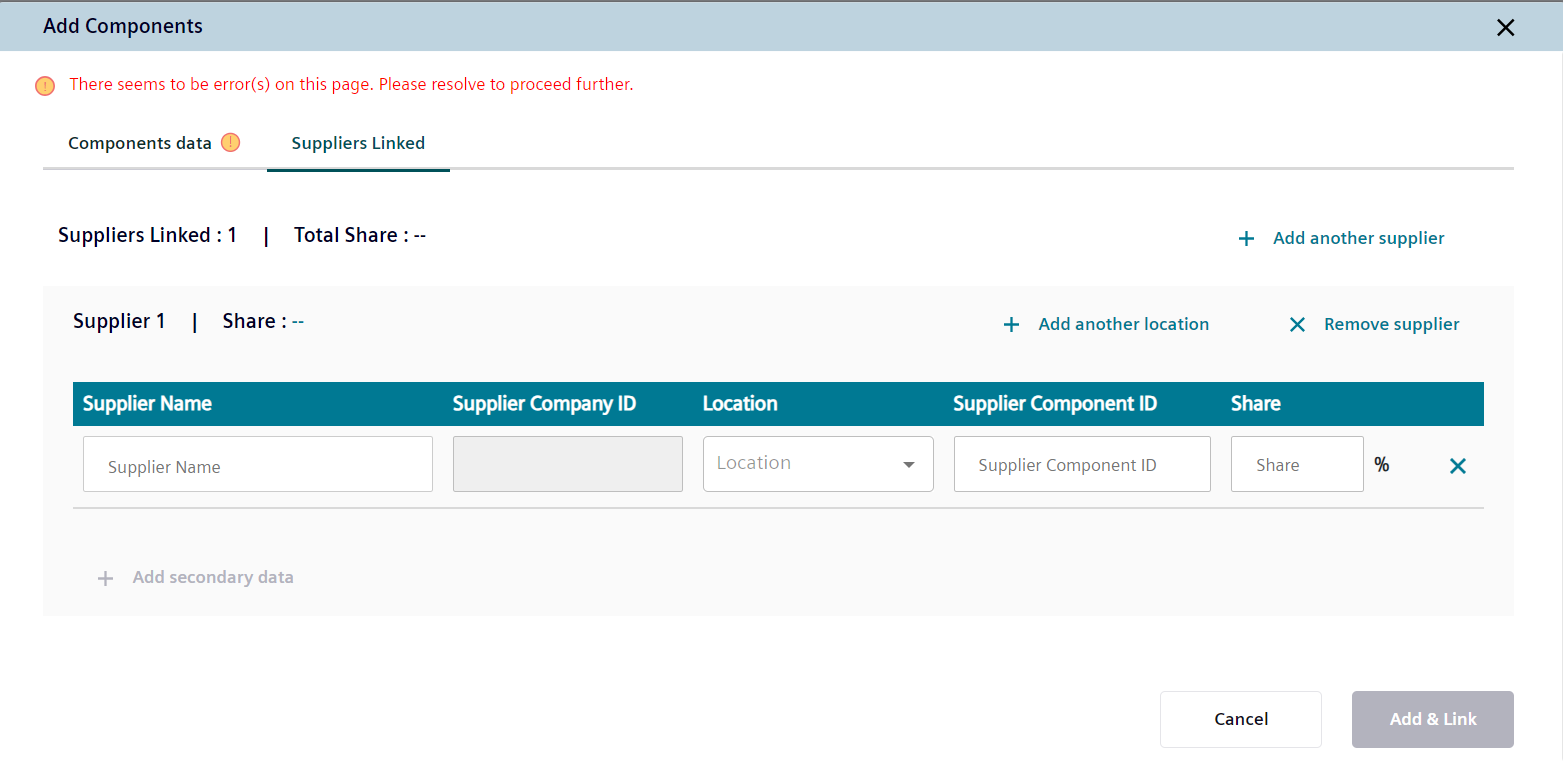 Add Components
There seems to be error(s) on this page. Please resolve to proceed further.
Components data Suppliers Linked
Suppliers Linked : 1 | Total Share : -- + Add another supplier
Supplier 1 | Share : -- + Add another location Remove supplier
Supplier Name Supplier Company ID Location Supplier Component ID Share
Supplier Name Location Supplier Component ID Share %
+ Add secondary data
Cancel Add & Link